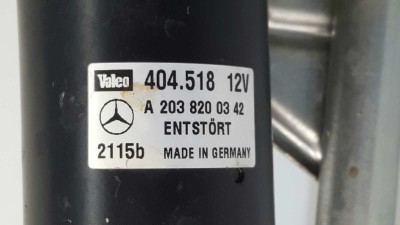 Valeo 404.518 12V
A 203 820 03 42
ENTSTÖRT
2115b MADE IN GERMANY